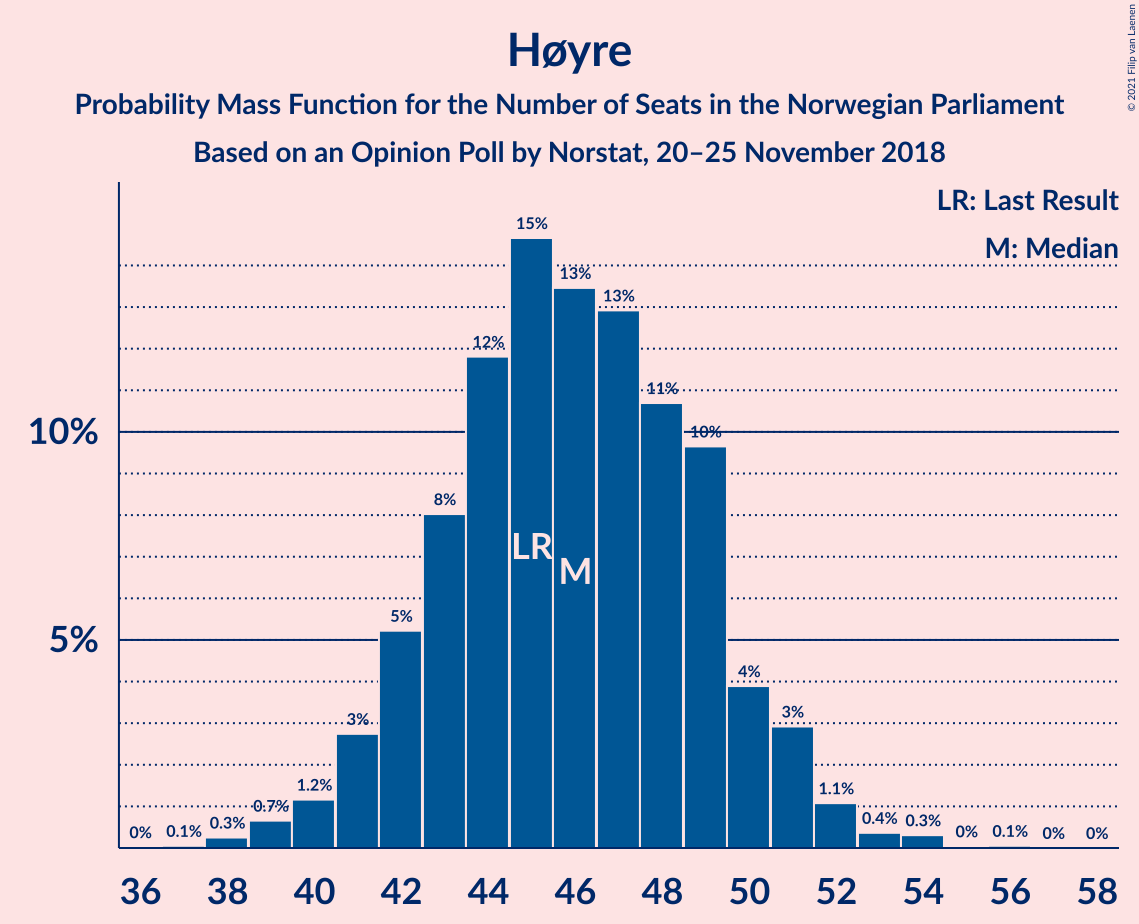 Høyre
Probability Mass Function for the Number of Seats in the Norwegian Parliament
Based on an Opinion Poll by Norstat, 20–25 November 2018
© 2021 Filip van Laenen
LR: Last Result
M: Median
10%
5%
0%
0.1%
0.3%
0.7%
1.2%
3%
5%
8%
12%
15%
13%
13%
11%
10%
4%
3%
1.1%
0.4%
0.3%
0%
0.1%
0%
0%
LR
M
36 38 40 42 44 46 48 50 52 54 56 58